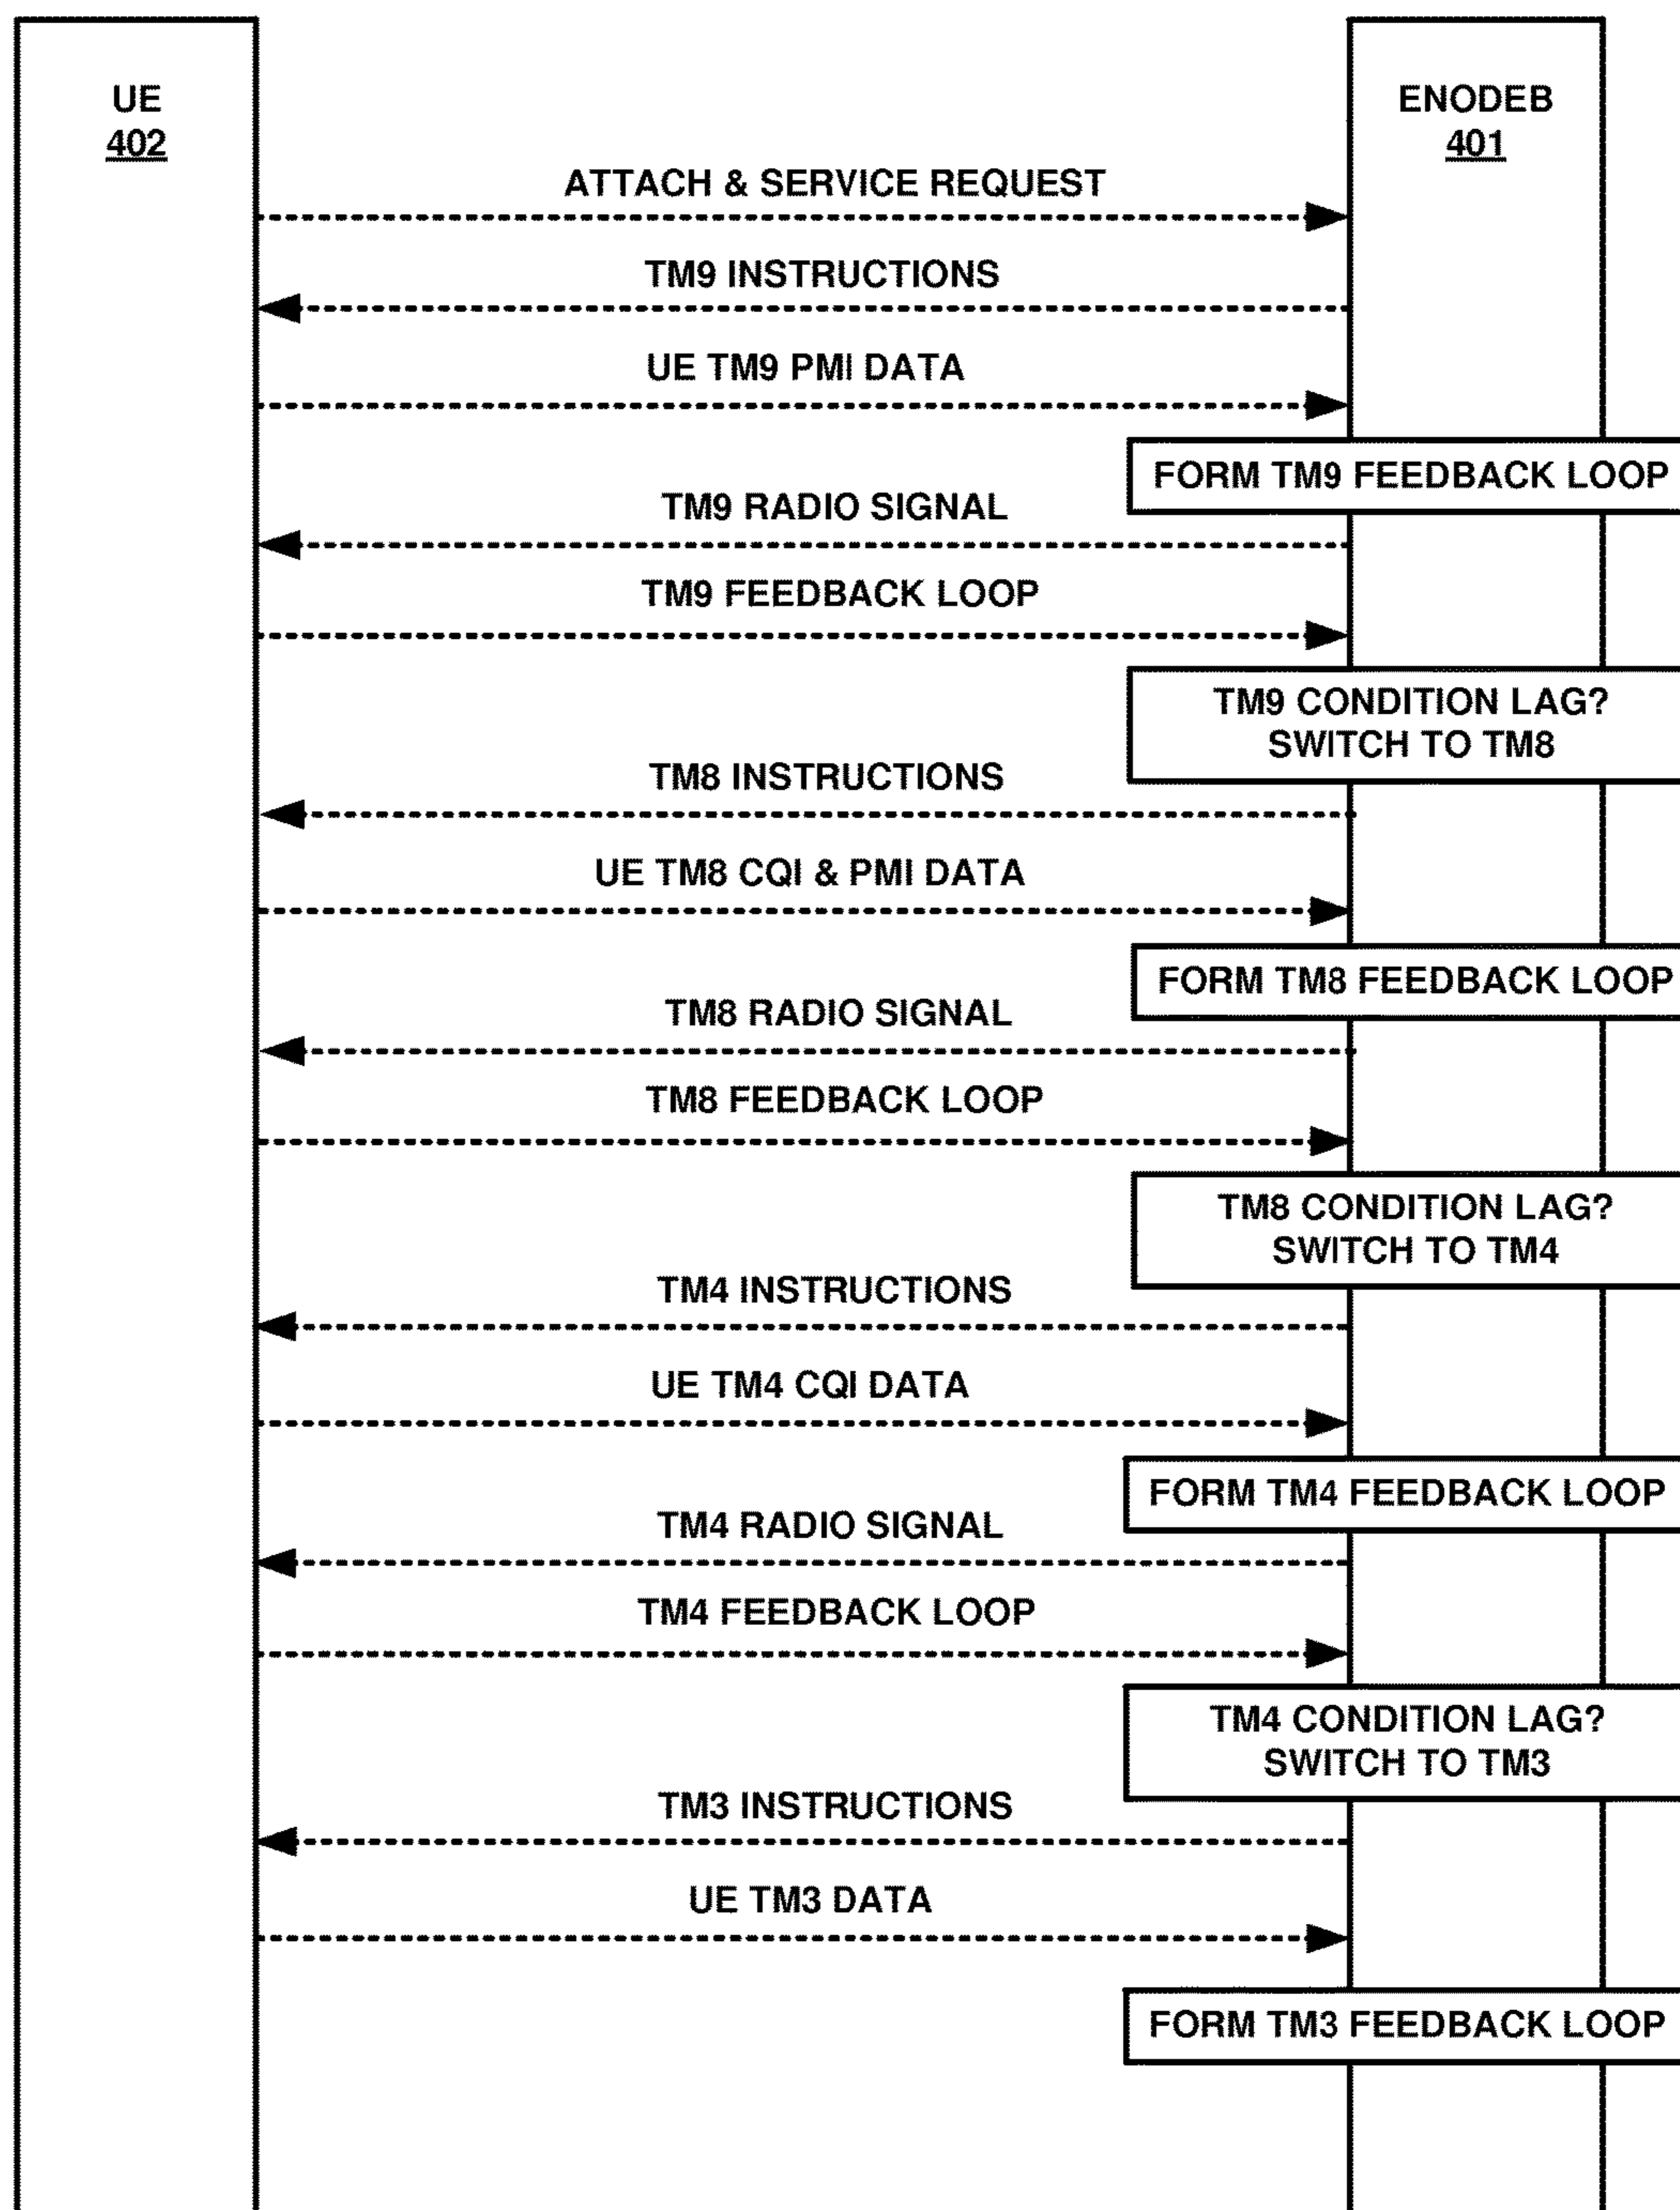 UE
402
ENODEB
401
ATTACH & SERVICE REQUEST
TM9 INSTRUCTIONS
UE TM9 PMI DATA
FORM TM9 FEEDBACK LOOP
TM9 RADIO SIGNAL
TM9 FEEDBACK LOOP
TM9 CONDITION LAG?
SWITCH TO TM8
TM8 INSTRUCTIONS
UE TM8 CQI & PMI DATA
FORM TM8 FEEDBACK LOOP
TM8 RADIO SIGNAL
TM8 FEEDBACK LOOP
TM8 CONDITION LAG?
SWITCH TO TM4
TM4 INSTRUCTIONS
UE TM4 CQI DATA
FORM TM4 FEEDBACK LOOP
TM4 RADIO SIGNAL
TM4 FEEDBACK LOOP
TM4 CONDITION LAG?
SWITCH TO TM3
TM3 INSTRUCTIONS
UE TM3 DATA
FORM TM3 FEEDBACK LOOP